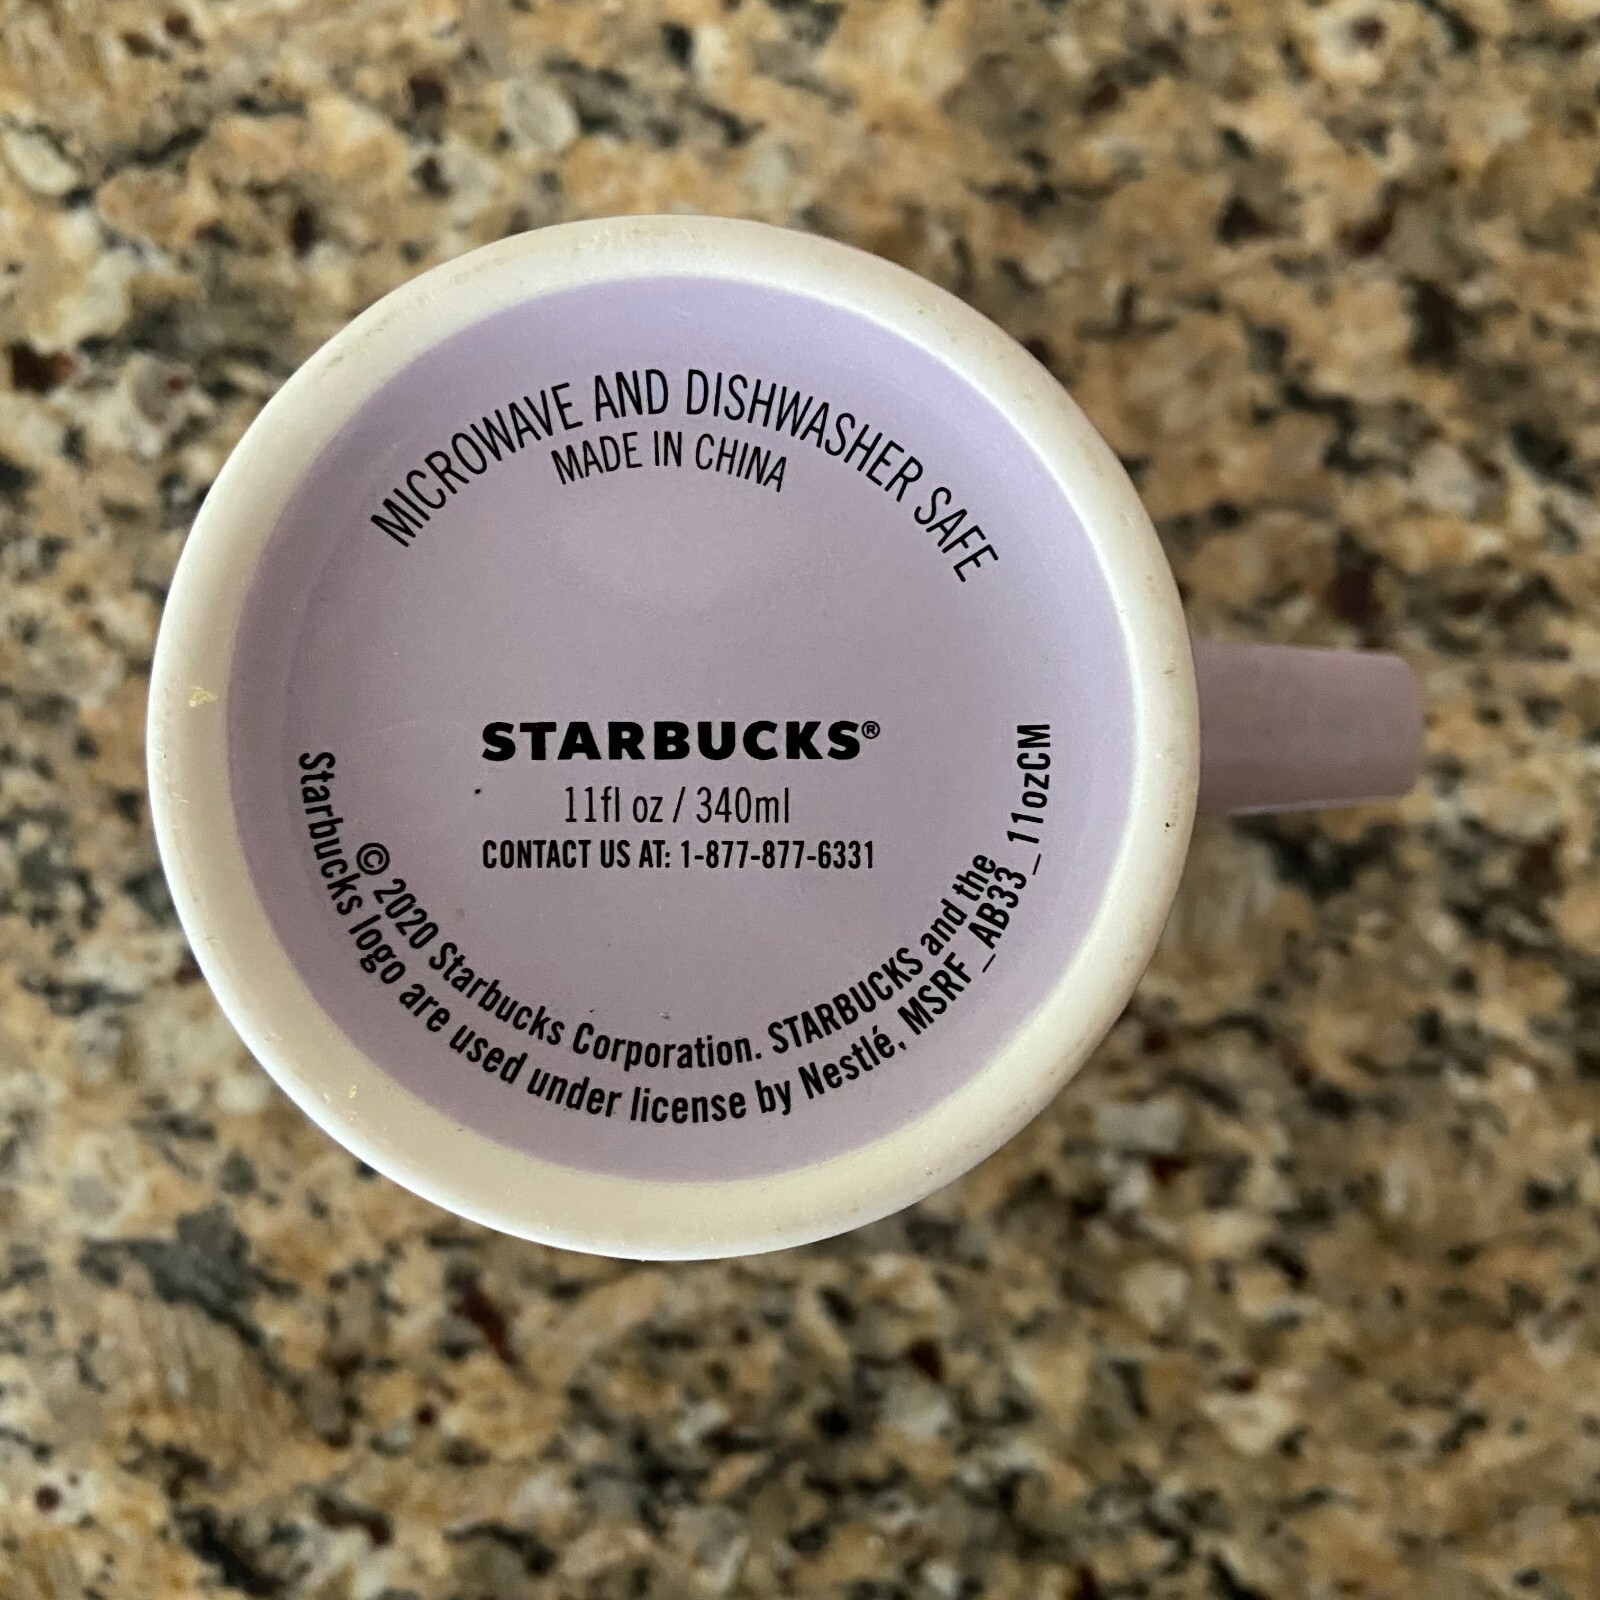 MICROWAVE AND DISHWASHER SAFE
MADE IN CHINA
STARBUCKS®
11fl oz / 340ml
CONTACT US AT: 1-877-877-6331
© 2020 Starbucks Corporation. STARBUCKS and the
Starbucks logo are used under license by Nestlé, MSRF_AB33_11ozCM